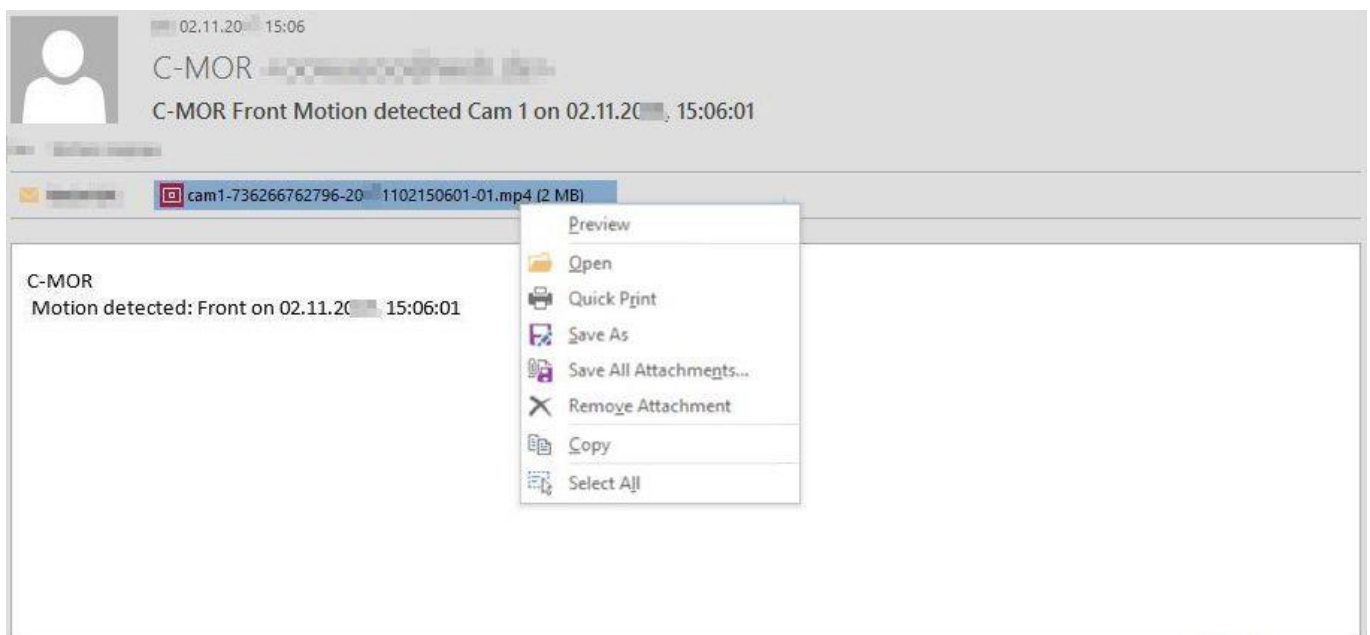 02.11.20 15:06
C-MOR
C-MOR Front Motion detected Cam 1 on 02.11.20 , 15:06:01
cam1-736266762796-20 1102150601-01.mp4 (2 MB)
Preview
Open
Quick Print
Save As
Save All Attachments...
Remove Attachment
Copy
Select All
C-MOR
Motion detected: Front on 02.11.20 15:06:01